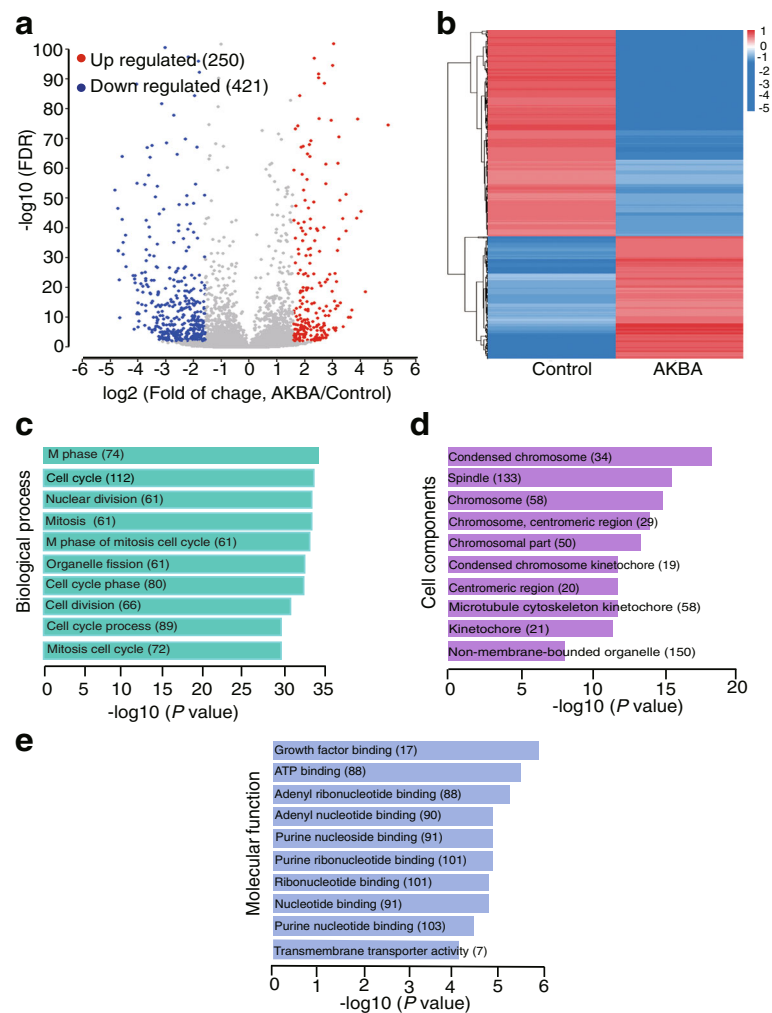 a
Up regulated (250)
Down regulated (421)
100
90
80
70
60
50
40
30
20
10
0
-log10 (FDR)
-6 -5 -4 -3 -2 -1 0 1 2 3 4 5 6
log2 (Fold of chage, AKBA/Control)
b
1
0
-1
-2
-3
-4
-5
Control AKBA
c
Biological process
M phase (74)
Cell cycle (112)
Nuclear division (61)
Mitosis (61)
M phase of mitosis cell cycle (61)
Organelle fission (61)
Cell cycle phase (80)
Cell division (66)
Cell cycle process (89)
Mitosis cell cycle (72)
0 5 10 15 20 25 30 35
-log10 (P value)
d
Cell components
Condensed chromosome (34)
Spindle (133)
Chromosome (58)
Chromosome, centromeric region (29)
Chromosomal part (50)
Condensed chromosome kinetochore (19)
Centromeric region (20)
Microtubule cytoskeleton kinetochore (58)
Kinetochore (21)
Non-membrane-bounded organelle (150)
0 5 10 15 20
-log10 (P value)
e
Molecular function
Growth factor binding (17)
ATP binding (88)
Adenyl ribonucleotide binding (88)
Adenyl nucleotide binding (90)
Purine nucleoside binding (91)
Purine ribonucleotide binding (101)
Ribonucleotide binding (101)
Nucleotide binding (91)
Purine nucleotide binding (103)
Transmembrane transporter activity (7)
0 1 2 3 4 5 6
-log10 (P value)